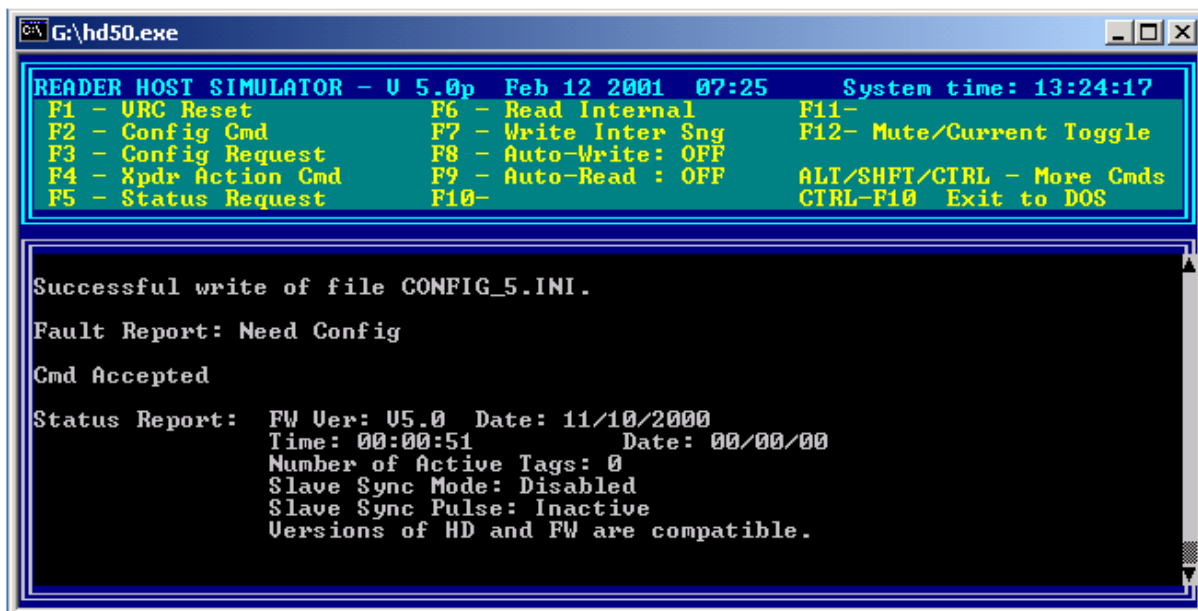 G:\hd50.exe
READER HOST SIMULATOR - V 5.0p Feb 12 2001 07:25 System time: 13:24:17
F1 - VRC Reset F6 - Read Internal F11-
F2 - Config Cmd F7 - Write Inter Sng F12- Mute/Current Toggle
F3 - Config Request F8 - Auto-Write: OFF
F4 - Xpdr Action Cmd F9 - Auto-Read : OFF ALT/SHFT/CTRL - More Cmds
F5 - Status Request F10- CTRL-F10 Exit to DOS
Successful write of file CONFIG_5.INI.
Fault Report: Need Config
Cmd Accepted
Status Report: FW Ver: V5.0 Date: 11/10/2000
Time: 00:00:51 Date: 00/00/00
Number of Active Tags: 0
Slave Sync Mode: Disabled
Slave Sync Pulse: Inactive
Versions of HD and FW are compatible.